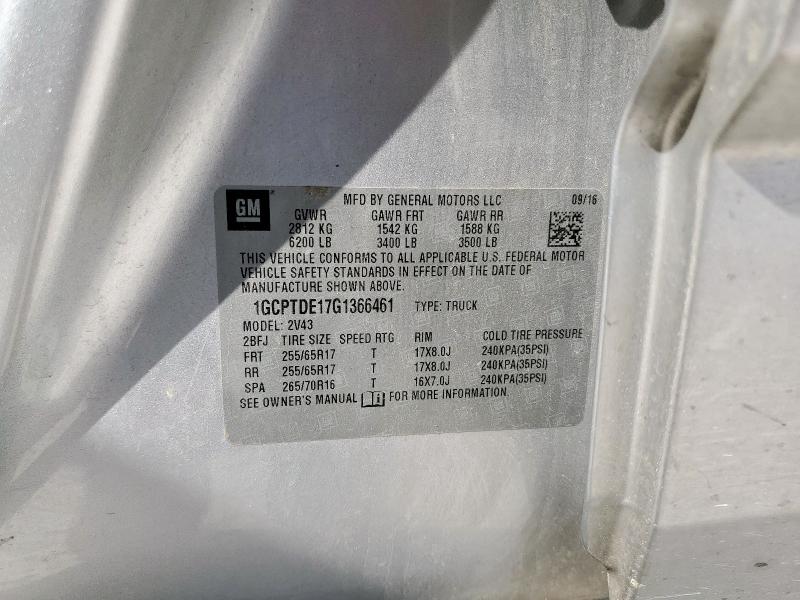 GM
MFD BY GENERAL MOTORS LLC 09/16
GVWR GAWR FRT GAWR RR
2812 KG 1542 KG 1588 KG
6200 LB 3400 LB 3500 LB
THIS VEHICLE CONFORMS TO ALL APPLICABLE U.S. FEDERAL MOTOR
VEHICLE SAFETY STANDARDS IN EFFECT ON THE DATE OF
MANUFACTURE SHOWN ABOVE.
1GCPTDE17G1366461 TYPE: TRUCK
MODEL: 2V43
2BFJ TIRE SIZE SPEED RTG RIM COLD TIRE PRESSURE
FRT 255/65R17 T 17X8.0J 240KPA(35PSI)
RR 255/65R17 T 17X8.0J 240KPA(35PSI)
SPA 265/70R16 T 16X7.0J 240KPA(35PSI)
SEE OWNER'S MANUAL FOR MORE INFORMATION.